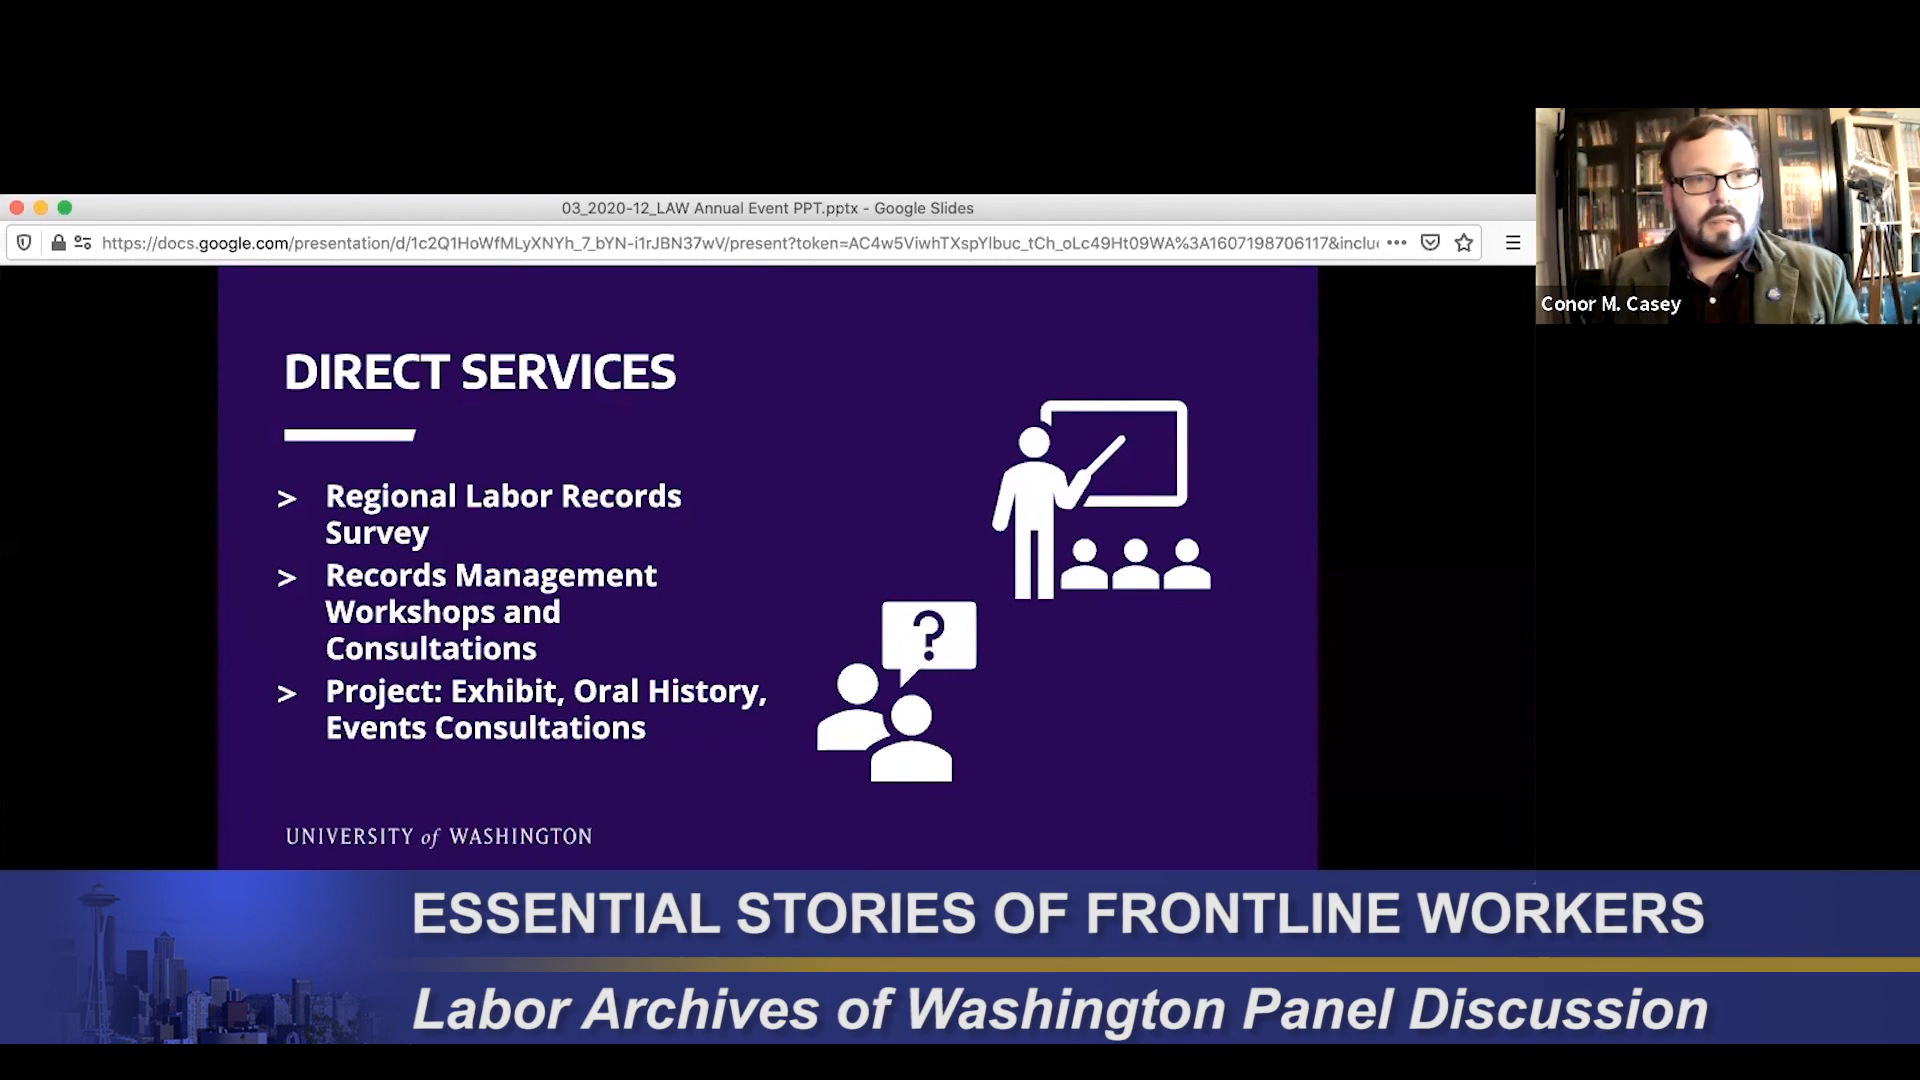 03_2020-12_LAW Annual Event PPT.pptx - Google Slides
https://docs.google.com/presentation/d/1c2Q1HoWfMLyXNYh_7_bYN-i1rJBN37wV/present?token=AC4w5ViwhTXspYlbuc_tCh_oLc49Ht09WA%3A1607198706117&inclu
Conor M. Casey
DIRECT SERVICES
> Regional Labor Records
Survey
> Records Management
Workshops and
Consultations
> Project: Exhibit, Oral History,
Events Consultations
?
UNIVERSITY of WASHINGTON
ESSENTIAL STORIES OF FRONTLINE WORKERS
Labor Archives of Washington Panel Discussion